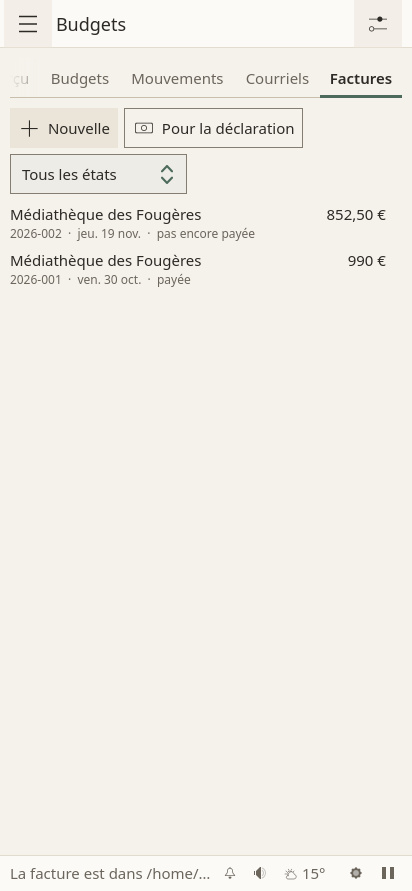 Budgets
çu Budgets Mouvements Courriels Factures
Nouvelle Pour la déclaration
Tous les états
Médiathèque des Fougères 852,50 €
2026-002 · jeu. 19 nov. · pas encore payée
Médiathèque des Fougères 990 €
2026-001 · ven. 30 oct. · payée
La facture est dans /home/... 15°